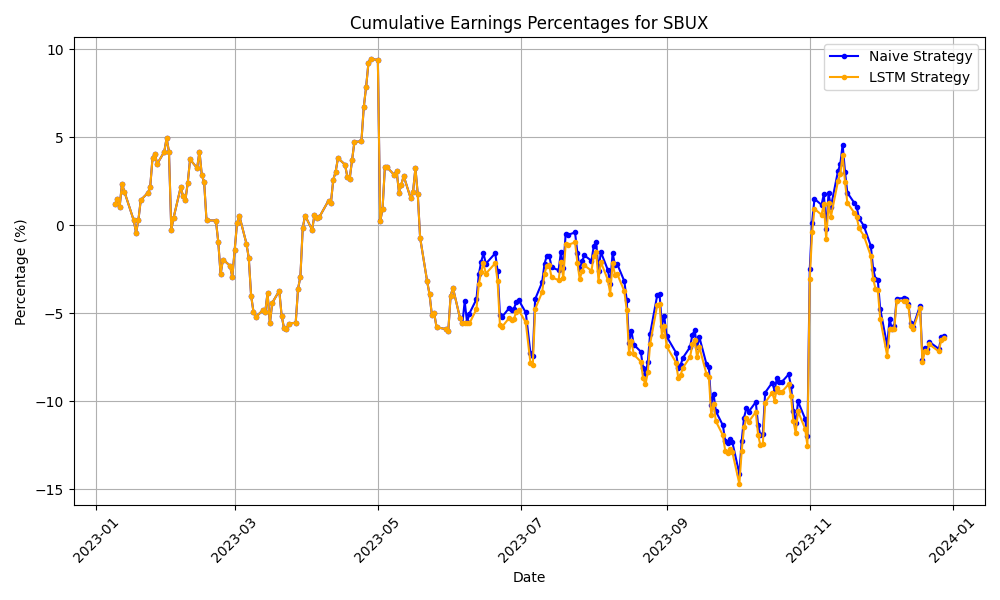 Cumulative Earnings Percentages for SBUX
Naive Strategy
LSTM Strategy
Percentage (%)
10
5
0
−5
−10
−15
2023-01
2023-03
2023-05
2023-07
2023-09
2023-11
2024-01
Date